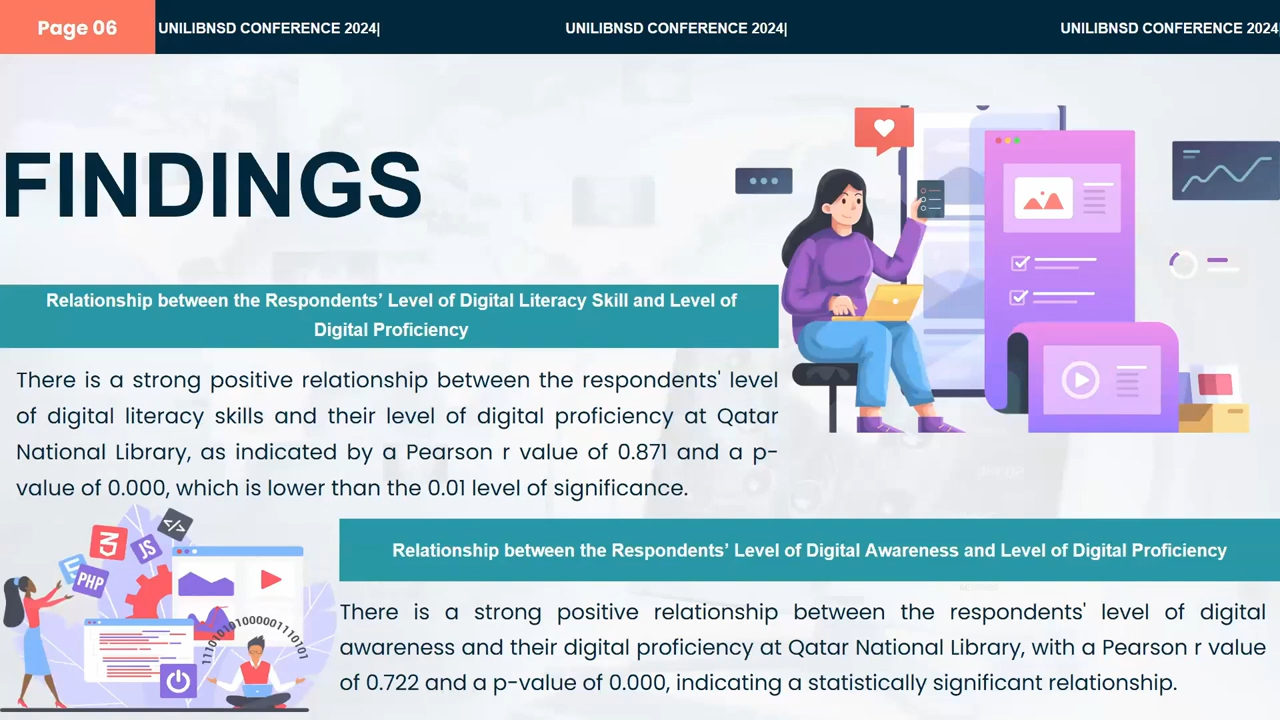 Page 06
UNILIBNSD CONFERENCE 2024|
UNILIBNSD CONFERENCE 2024|
UNILIBNSD CONFERENCE 2024
FINDINGS
Relationship between the Respondents’ Level of Digital Literacy Skill and Level of
Digital Proficiency
There is a strong positive relationship between the respondents' level
of digital literacy skills and their level of digital proficiency at Qatar
National Library, as indicated by a Pearson r value of 0.871 and a p-
value of 0.000, which is lower than the 0.01 level of significance.
</>
JS
PHP
1110101010000011101101
Relationship between the Respondents’ Level of Digital Awareness and Level of Digital Proficiency
There is a strong positive relationship between the respondents' level of digital
awareness and their digital proficiency at Qatar National Library, with a Pearson r value
of 0.722 and a p-value of 0.000, indicating a statistically significant relationship.